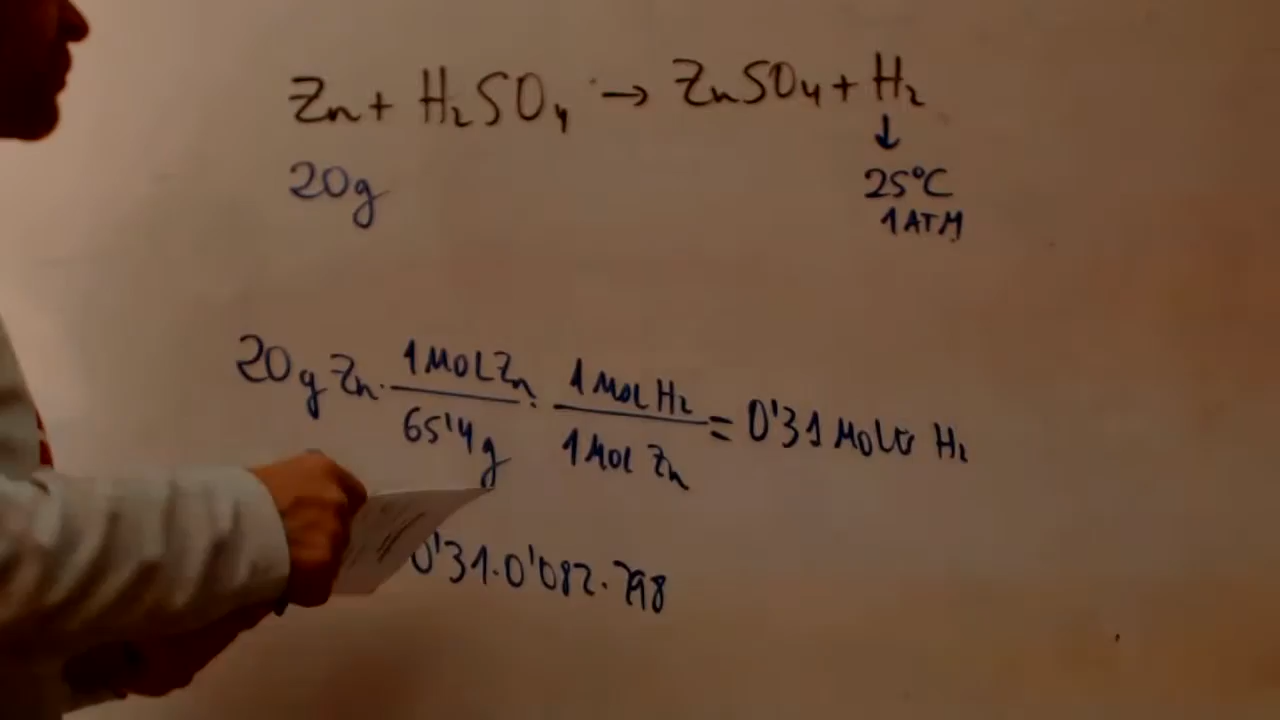 Zn + H₂SO₄ → ZnSO₄ + H₂
↓
20g 25°C
1 ATM
20g Zn · 1 MOL Zn / 65'4g · 1 MOL H₂ / 1 MOL Zn = 0'31 MOLES H₂
0'31 · 0'082 · 298